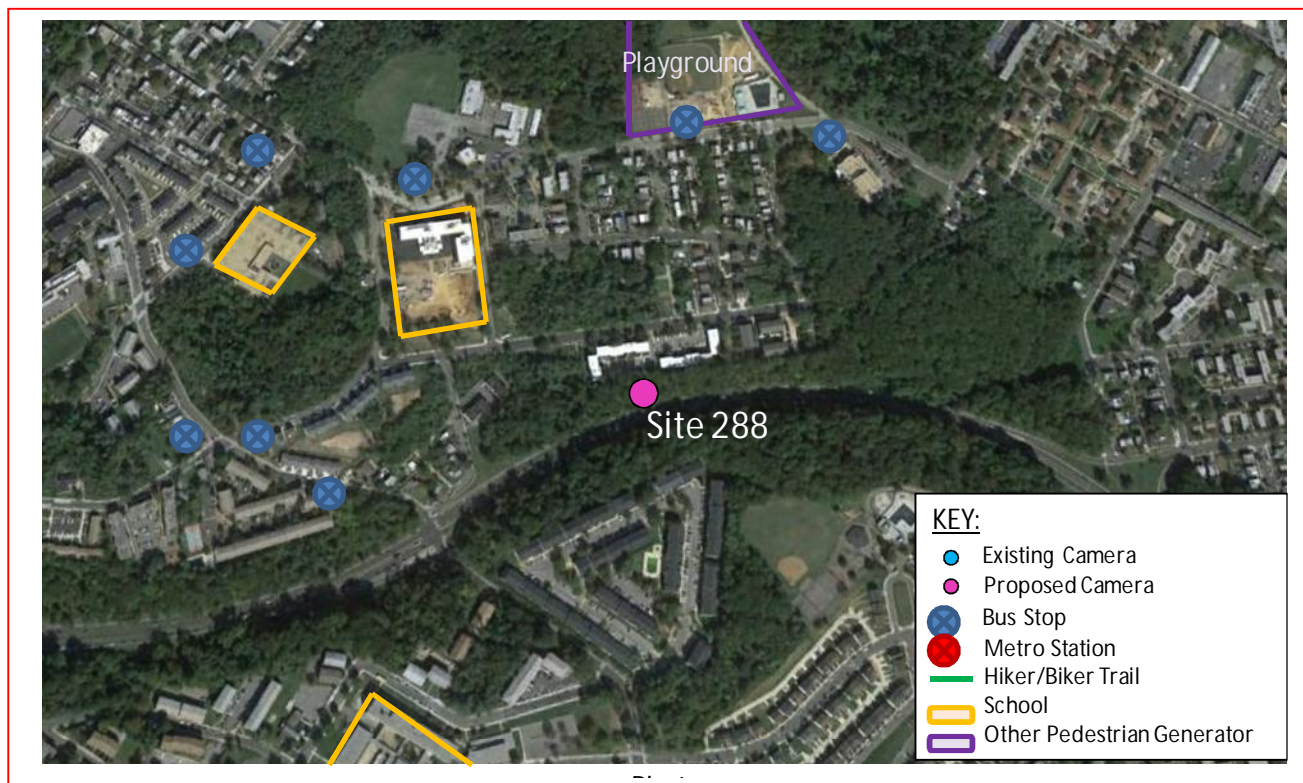 Playground
Site 288
KEY:
Existing Camera
Proposed Camera
Bus Stop
Metro Station
Hiker/Biker Trail
School
Other Pedestrian Generator